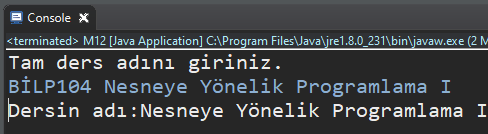 Console
<terminated> M12 [Java Application] C:\Program Files\Java\jre1.8.0_231\bin\javaw.exe (2 M
Tam ders adını giriniz.
BİLP104 Nesneye Yönelik Programlama I
Dersin adı:Nesneye Yönelik Programlama I